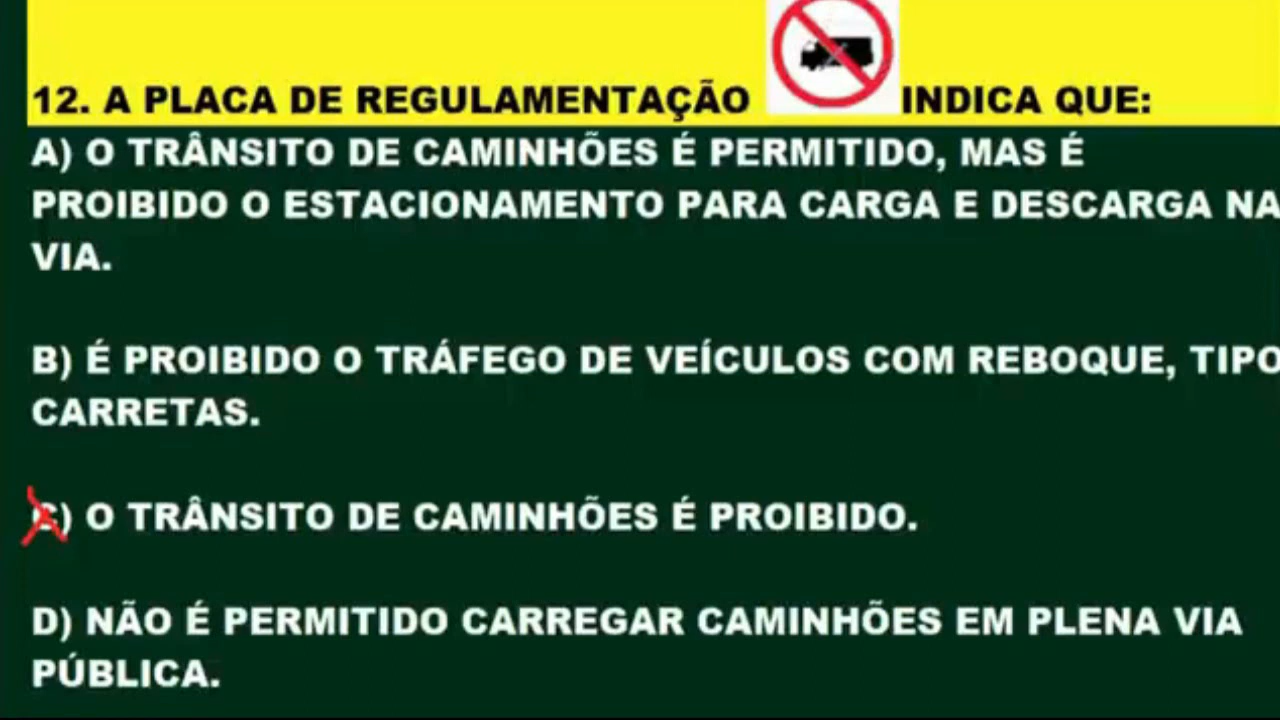 12. A PLACA DE REGULAMENTAÇÃO INDICA QUE:
A) O TRÂNSITO DE CAMINHÕES É PERMITIDO, MAS É
PROIBIDO O ESTACIONAMENTO PARA CARGA E DESCARGA NA
VIA.
B) É PROIBIDO O TRÁFEGO DE VEÍCULOS COM REBOQUE, TIPO
CARRETAS.
C) O TRÂNSITO DE CAMINHÕES É PROIBIDO.
D) NÃO É PERMITIDO CARREGAR CAMINHÕES EM PLENA VIA
PÚBLICA.